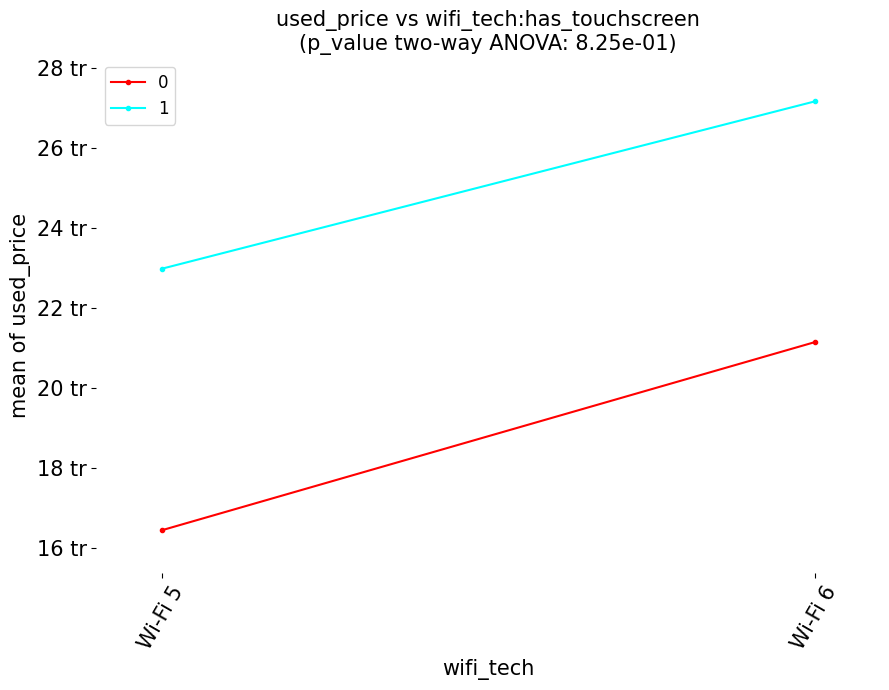 used_price vs wifi_tech:has_touchscreen
(p_value two-way ANOVA: 8.25e-01)
28 tr
26 tr
24 tr
22 tr
20 tr
18 tr
16 tr
mean of used_price
0
1
Wi-Fi 5
Wi-Fi 6
wifi_tech